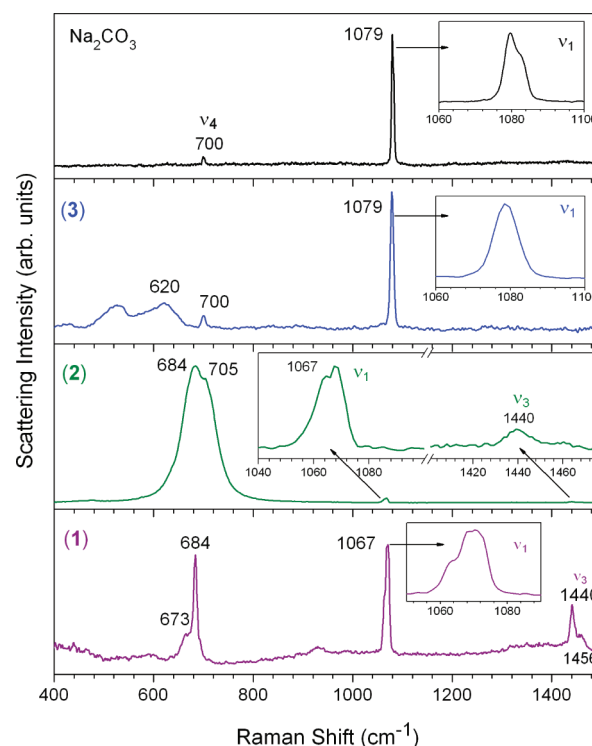 Na₂CO₃
ν₄
700
1079
ν₁
1060 1080 1100
(3)
620
700
1079
ν₁
1060 1080 100
(2)
684 705
1067
ν₁
ν₃
1440
1040 1060 1080 1420 1440 1460
(1)
684
673
1067
ν₁
1060 1080
ν₃
1440
1456
400 600 800 1000 1200 1400
Raman Shift (cm⁻¹)
Scattering Intensity (arb. units)